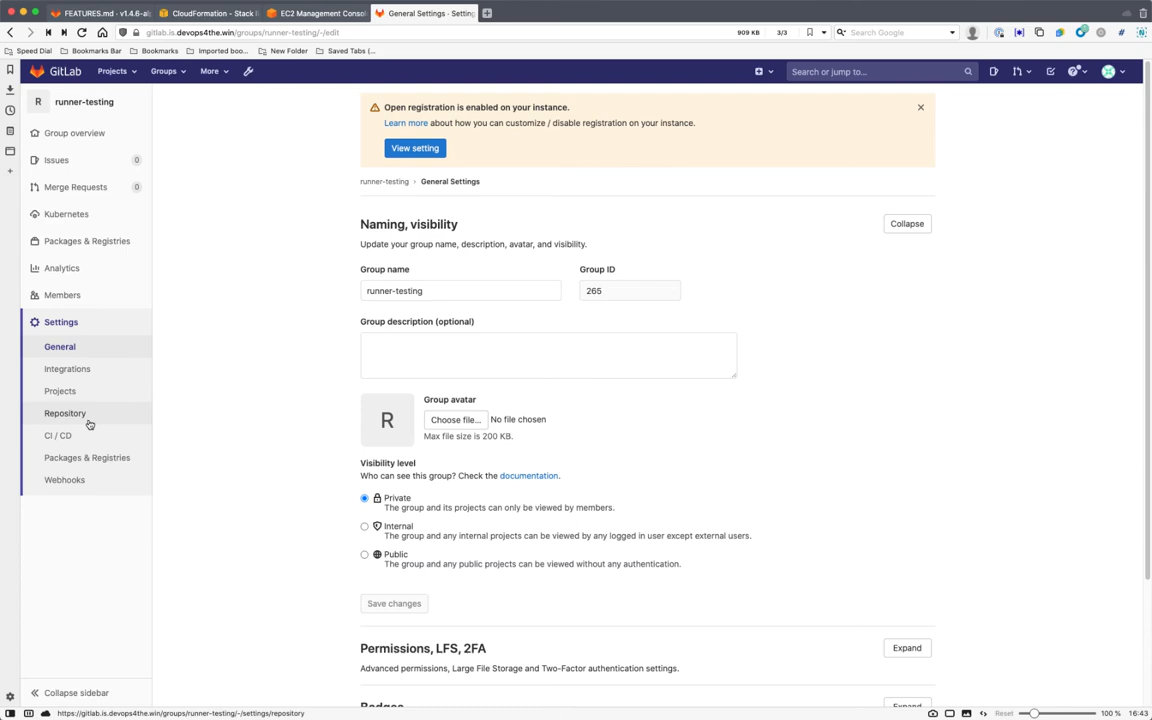 FEATURES.md · v1.4.6-alp
CloudFormation - Stack
EC2 Management Conso
General Settings · Setting
gitlab.is.devops4the.win/groups/runner-testing/-/edit
909 KB
3/3
Search Google
Speed Dial
Bookmarks Bar
Bookmarks
Imported boo...
New Folder
Saved Tabs (...
GitLab
Projects
Groups
More
Search or jump to...
R
runner-testing
Group overview
Issues
0
Merge Requests
0
Kubernetes
Packages & Registries
Analytics
Members
Settings
General
Integrations
Projects
Repository
CI / CD
Packages & Registries
Webhooks
Collapse sidebar
Open registration is enabled on your instance.
Learn more about how you can customize / disable registration on your instance.
View setting
runner-testing › General Settings
Naming, visibility
Collapse
Update your group name, description, avatar, and visibility.
Group name
Group ID
runner-testing
265
Group description (optional)
R
Group avatar
Choose file...
No file chosen
Max file size is 200 KB.
Visibility level
Who can see this group? Check the documentation.
Private
The group and its projects can only be viewed by members.
Internal
The group and any internal projects can be viewed by any logged in user except external users.
Public
The group and any public projects can be viewed without any authentication.
Save changes
Permissions, LFS, 2FA
Expand
Advanced permissions, Large File Storage and Two-Factor authentication settings.
Badges
Expand
https://gitlab.is.devops4the.win/groups/runner-testing/-/settings/repository
Reset
100 %
16:43